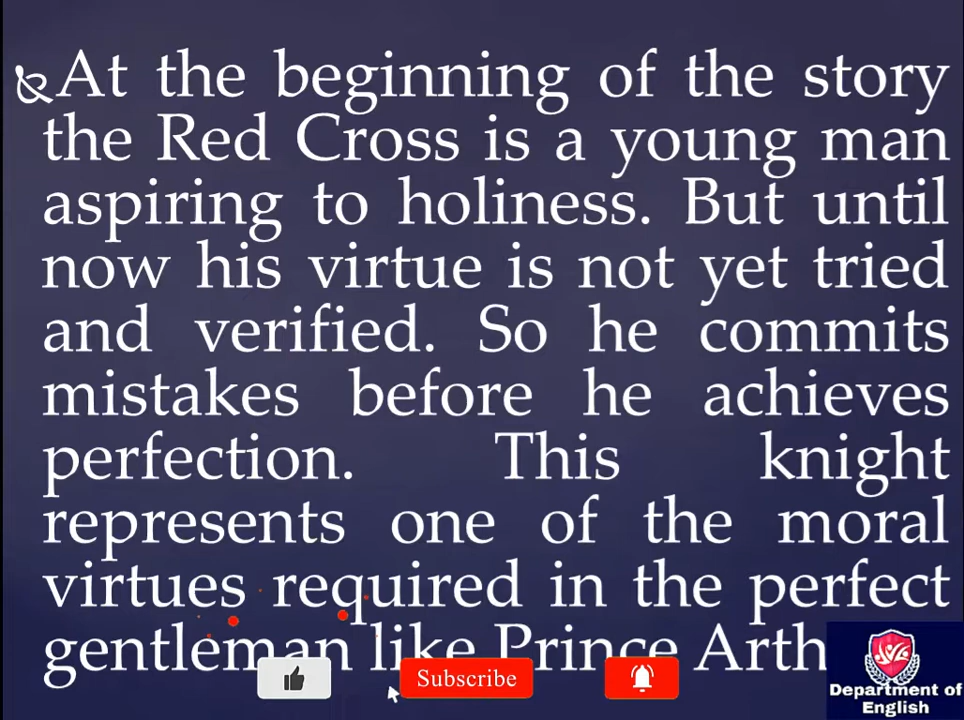 At the beginning of the story
the Red Cross is a young man
aspiring to holiness. But until
now his virtue is not yet tried
and verified. So he commits
mistakes before he achieves
perfection. This knight
represents one of the moral
virtues required in the perfect
gentleman like Prince Arth
Subscribe
Department of
English